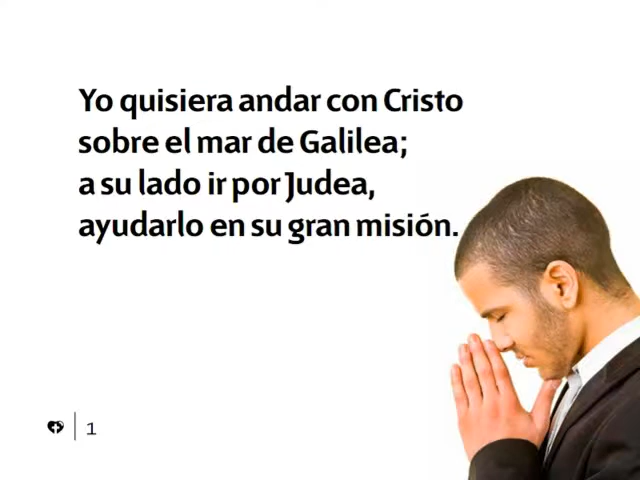 Yo quisiera andar con Cristo
sobre el mar de Galilea;
a su lado ir por Judea,
ayudarlo en su gran misión.
1